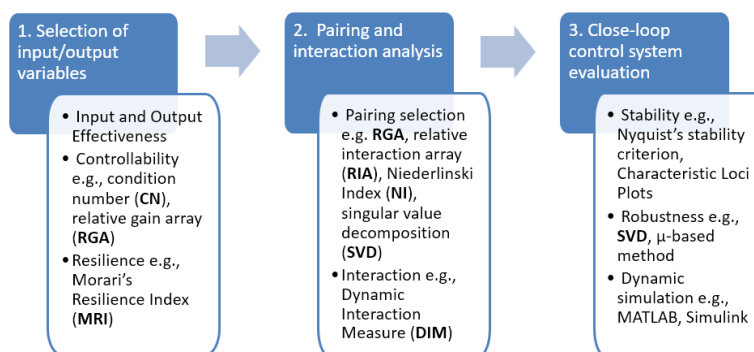 1. Selection of
input/output
variables
• Input and Output
Effectiveness
• Controllability
e.g., condition
number (CN),
relative gain array
(RGA)
• Resilience e.g.,
Morari's
Resilience Index
(MRI)
2. Pairing and
interaction analysis
• Pairing selection
e.g. RGA, relative
interaction array
(RIA), Niederlinski
Index (NI),
singular value
decomposition
(SVD)
• Interaction e.g.,
Dynamic
Interaction
Measure (DIM)
3. Close-loop
control system
evaluation
• Stability e.g.,
Nyquist's stability
criterion,
Characteristic Loci
Plots
• Robustness e.g.,
SVD, µ-based
method
• Dynamic
simulation e.g.,
MATLAB, Simulink